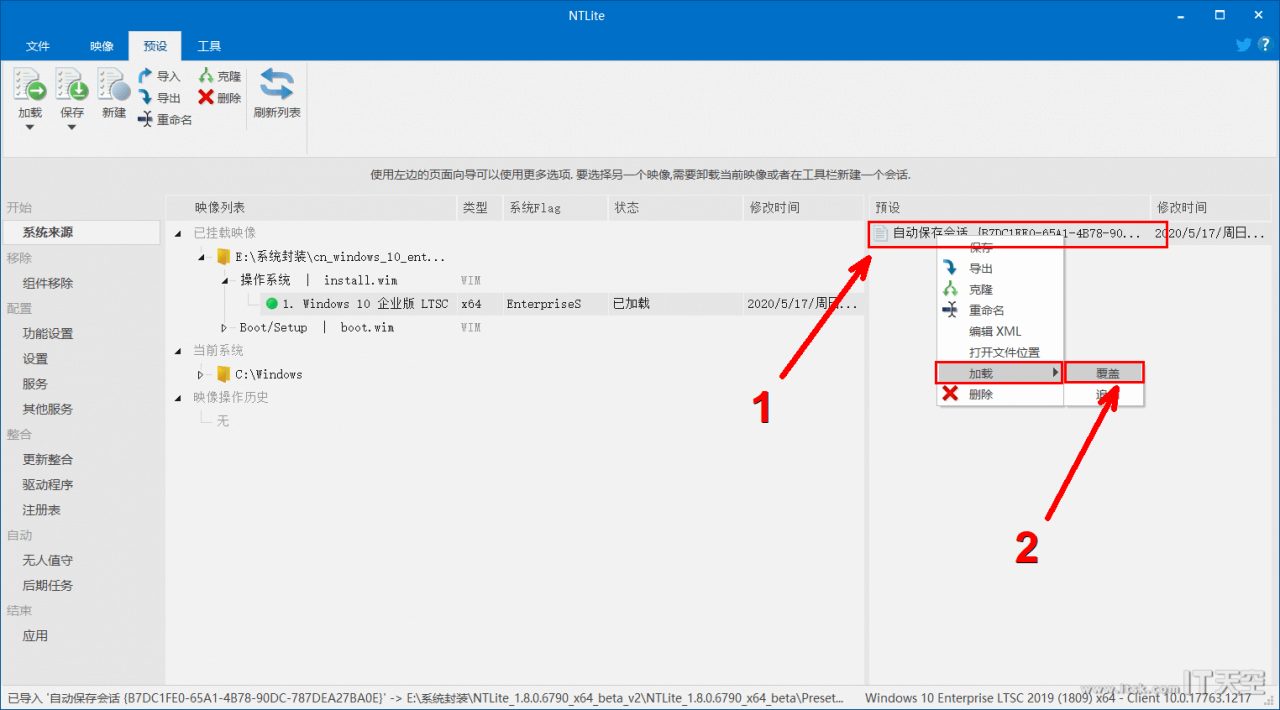 NTLite
文件 映像 预设 工具
加载 保存 新建 导入 导出 重命名 克隆 删除 刷新列表
使用左边的页面向导可以使用更多选项. 要选择另一个映像,需要卸载当前映像或者在工具栏新建一个会话.
开始
系统来源
移除
组件移除
配置
功能设置
设置
服务
其他服务
整合
更新整合
驱动程序
注册表
自动
无人值守
后期任务
结束
应用
映像列表 类型 系统Flag 状态 修改时间
已挂载映像
E:\系统封装\cn_windows_10_ent...
操作系统 | install.wim WIM
1. Windows 10 企业版 LTSC x64 EnterpriseS 已加载 2020/5/17/周日...
Boot/Setup | boot.wim WIM
当前系统
C:\Windows
映像操作历史
无
预设 修改时间
自动保存会话 {B7DC1FE0-65A1-4B78-90... 2020/5/17/周日...
保存
导出
克隆
重命名
编辑 XML
打开文件位置
加载 覆盖
删除
1
2
已导入 '自动保存会话 {B7DC1FE0-65A1-4B78-90DC-787DEA27BA0E}' -> E:\系统封装\NTLite_1.8.0.6790_x64_beta_v2\NTLite_1.8.0.6790_x64_beta\Preset...
Windows 10 Enterprise LTSC 2019 (1809) x64 - Client 10.0.17763.1217
www.itsk.com IT天空